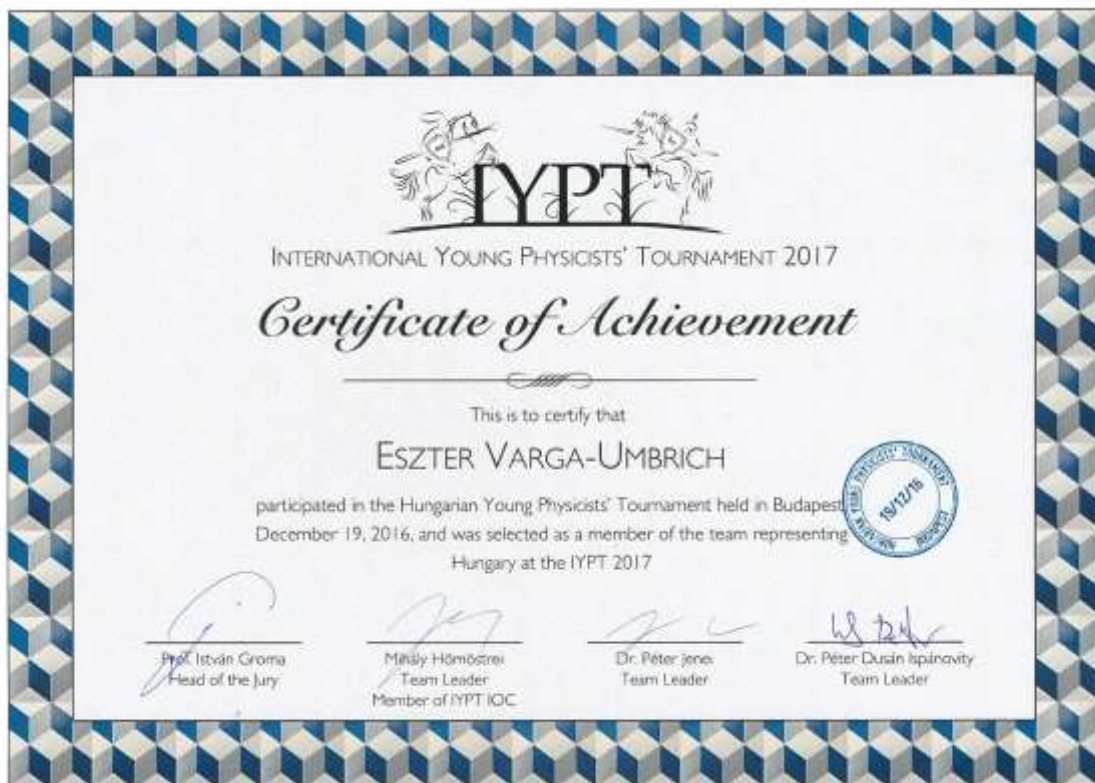 IYPT
INTERNATIONAL YOUNG PHYSICISTS' TOURNAMENT 2017
Certificate of Achievement
This is to certify that
ESZTER VARGA-UMBRICH
participated in the Hungarian Young Physicists' Tournament held in Budapest
December 19, 2016, and was selected as a member of the team representing
Hungary at the IYPT 2017
YOUNG PHYSICISTS' TOURNAMENT
19/12/16
Prof. István Groma
Head of the Jury
Mihály Hömöstrei
Team Leader
Member of IYPT IOC
Dr. Péter Jenei
Team Leader
Dr. Péter Dusán Ispánovity
Team Leader